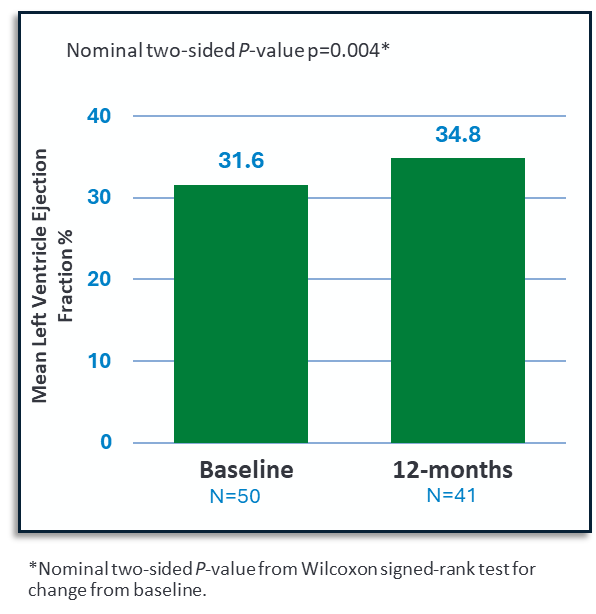 Nominal two-sided P-value p=0.004*
Mean Left Ventricle Ejection
Fraction %
40
30
20
10
0
31.6
34.8
Baseline
N=50
12-months
N=41
*Nominal two-sided P-value from Wilcoxon signed-rank test for
change from baseline.